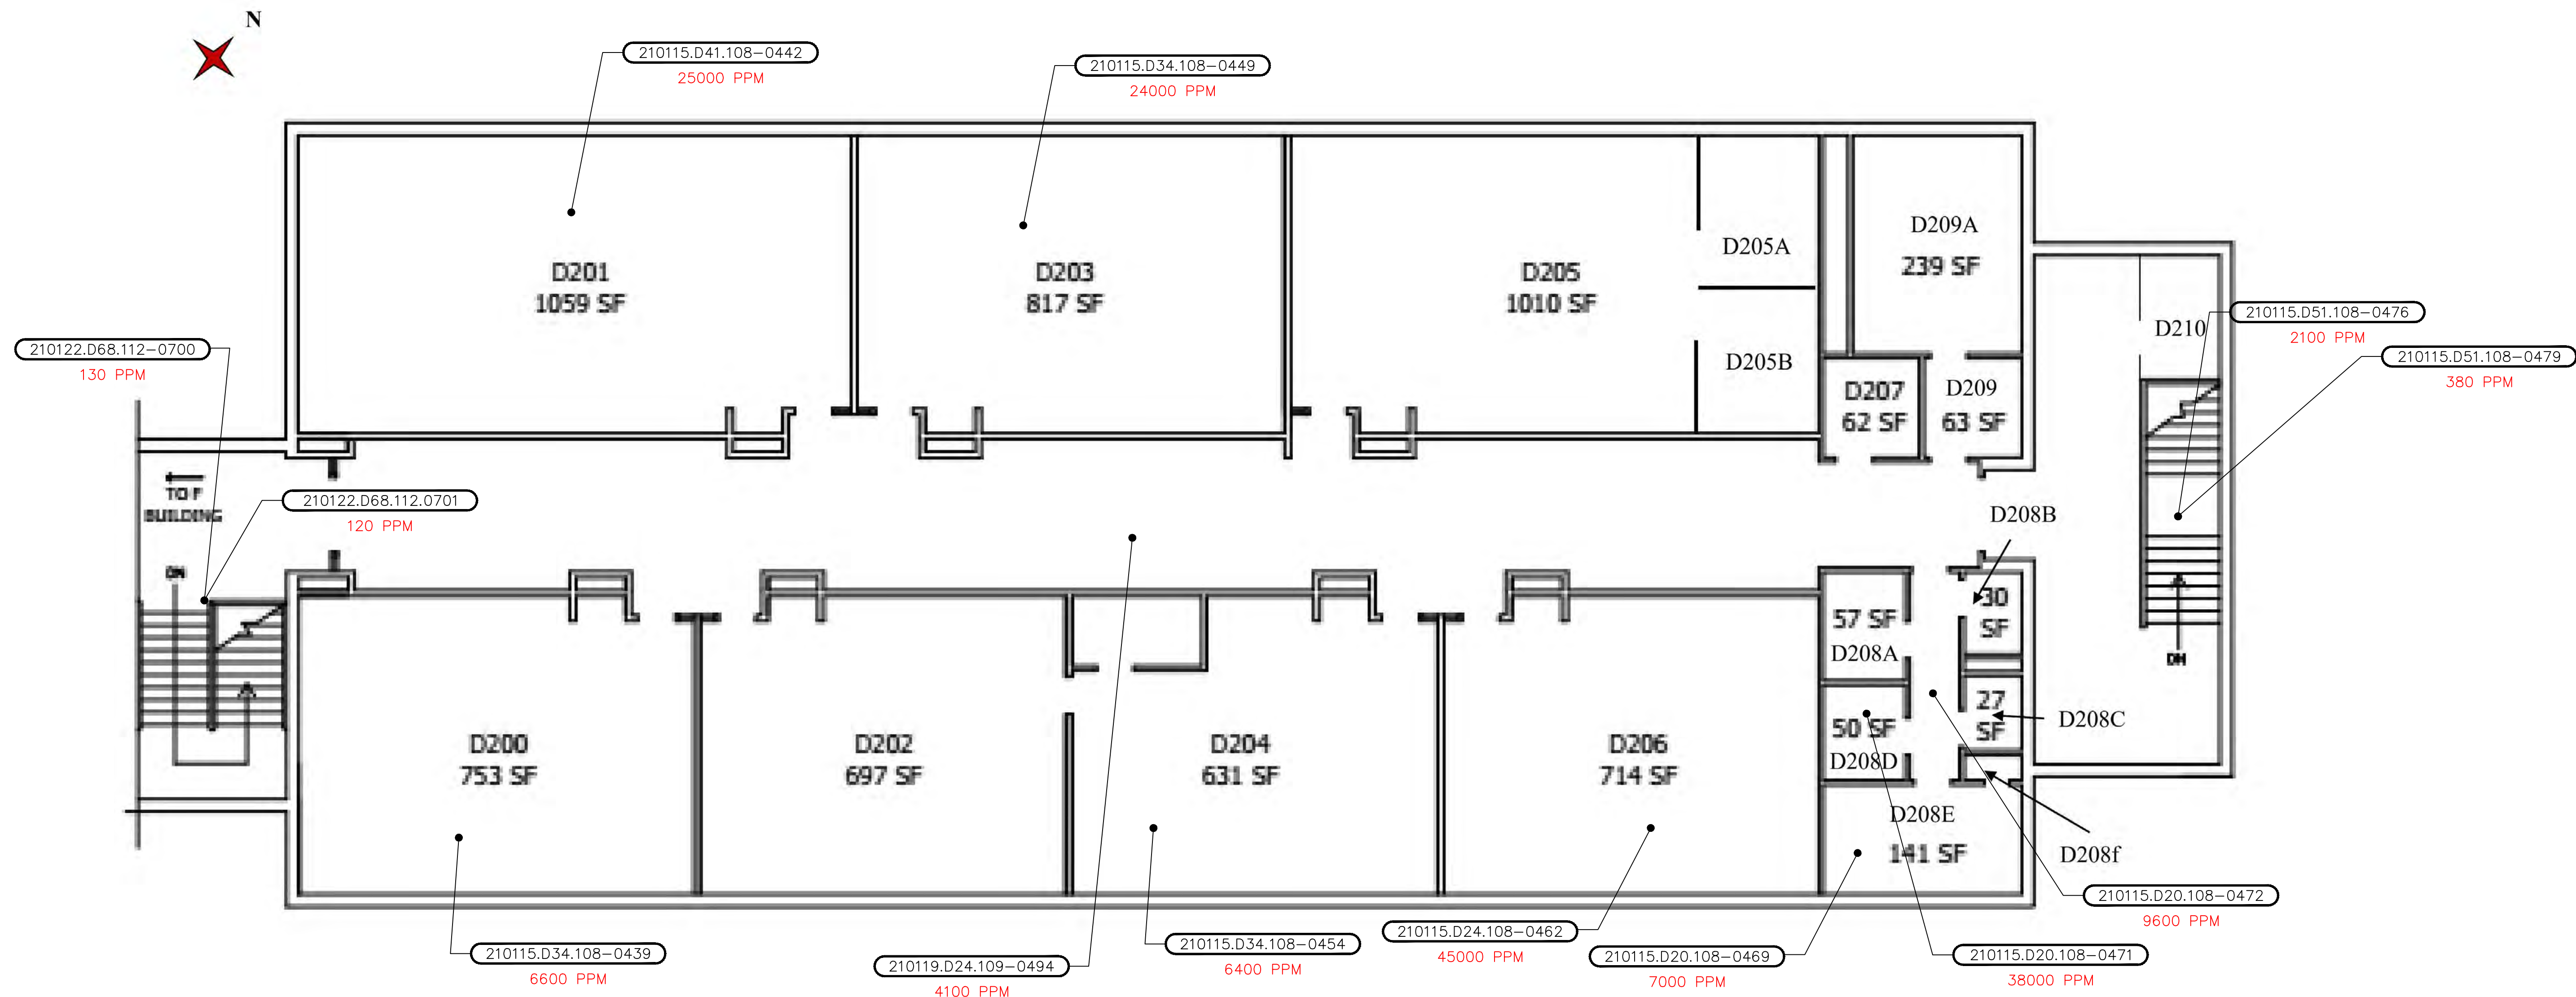 N
210115.D41.108-0442
25000 PPM
210115.D34.108-0449
24000 PPM
D201
1059 SF
D203
817 SF
D205
1010 SF
D205A
D205B
D209A
239 SF
D207
62 SF
D209
63 SF
D210
210115.D51.108-0476
2100 PPM
210115.D51.108-0479
380 PPM
210122.D68.112-0700
130 PPM
TO F
BUILDING
210122.D68.112.0701
120 PPM
DN
D208B
30
SF
57 SF
D208A
27
SF
D208C
50 SF
D208D
DN
D200
753 SF
D202
697 SF
D204
631 SF
D206
714 SF
D208E
141 SF
D208f
210115.D20.108-0472
9600 PPM
210115.D34.108-0439
6600 PPM
210119.D24.109-0494
4100 PPM
210115.D34.108-0454
6400 PPM
210115.D24.108-0462
45000 PPM
210115.D20.108-0469
7000 PPM
210115.D20.108-0471
38000 PPM